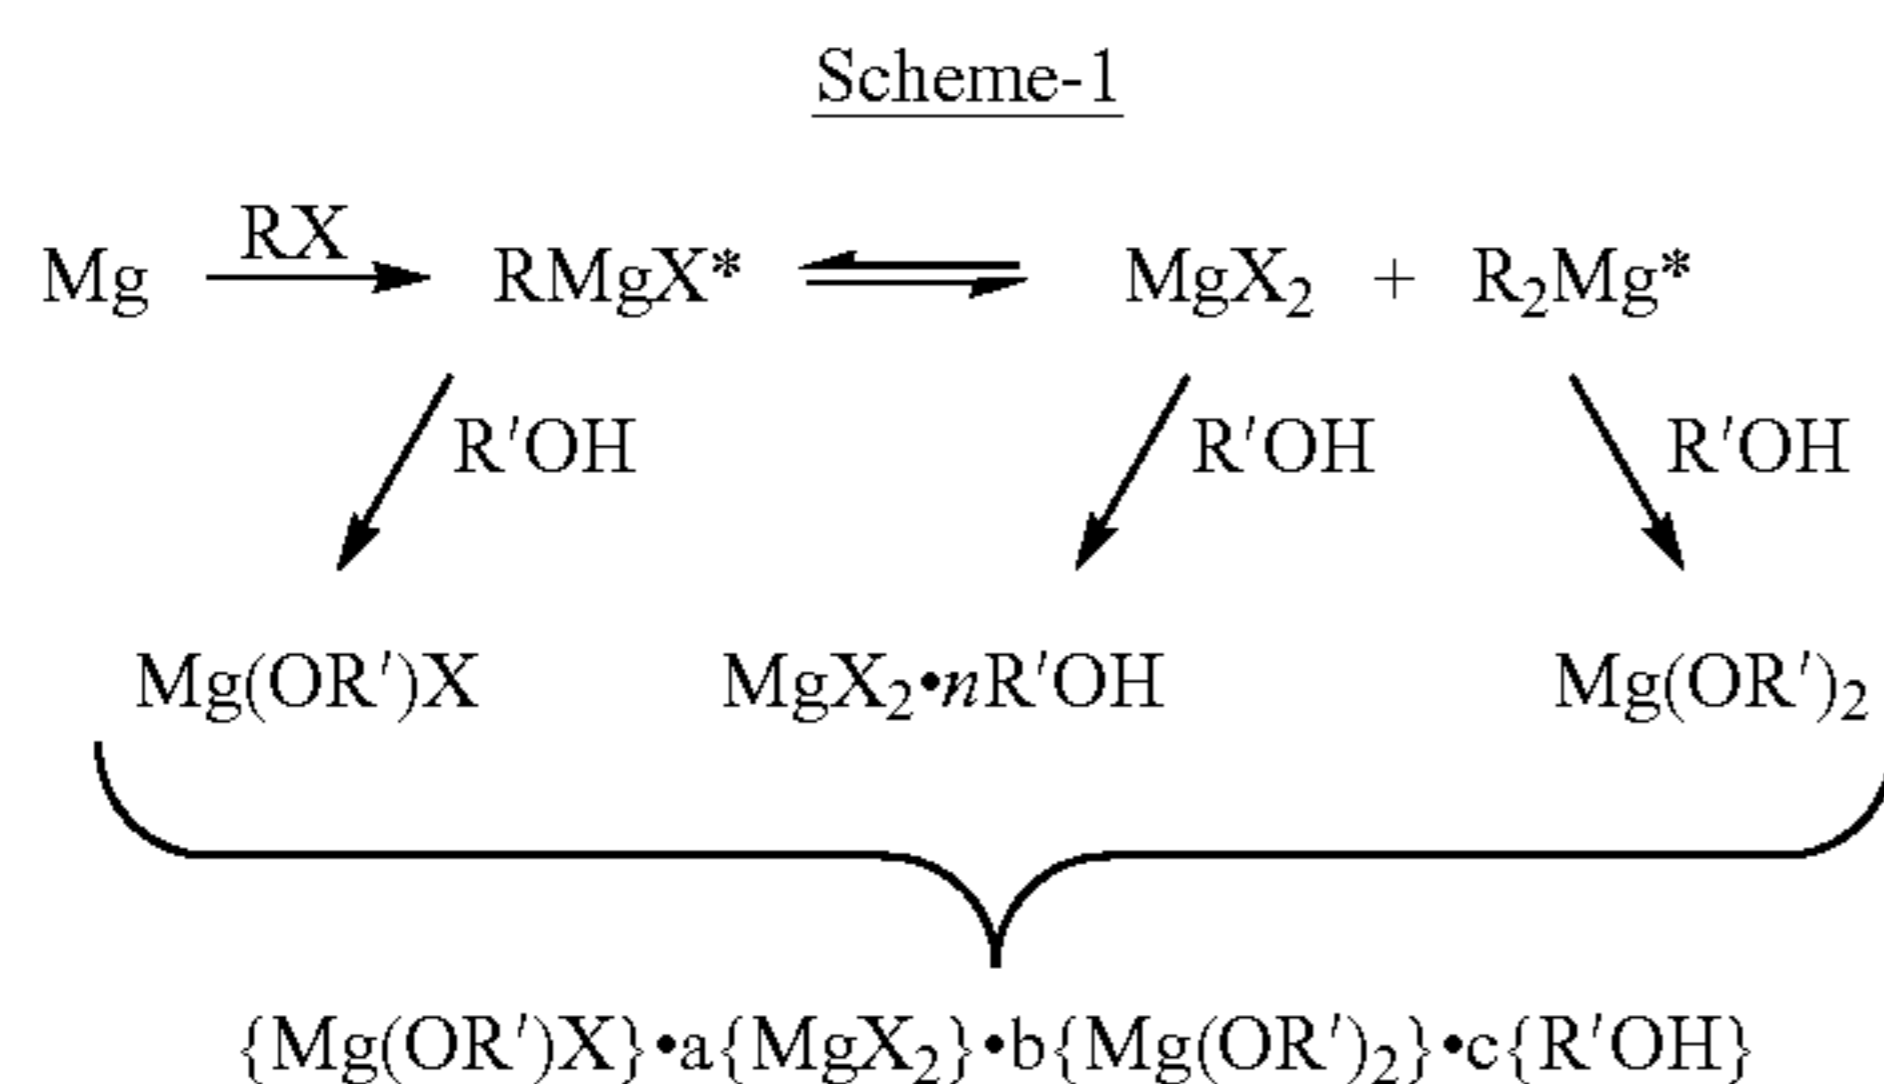 Scheme-1
Mg RX RMgX* ⇌ MgX₂ + R₂Mg*
R′OH R′OH R′OH
Mg(OR′)X MgX₂•nR′OH Mg(OR′)₂
{Mg(OR′)X}•a{MgX₂}•b{Mg(OR′)₂}•c{R′OH}